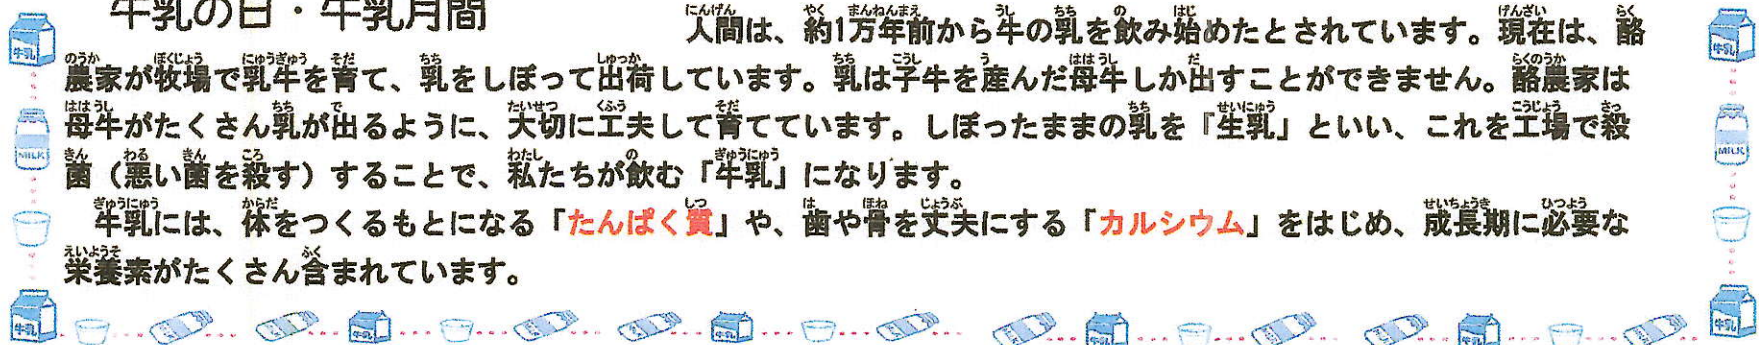 牛乳の日・牛乳月間
人間は、約1万年前から牛の乳を飲み始めたとされています。現在は、酪
農家が牧場で乳牛を育て、乳をしぼって出荷しています。乳は子牛を産んだ母牛しか出すことができません。酪農家は
母牛がたくさん乳が出るように、大切に工夫して育てています。しぼったままの乳を「生乳」といい、これを工場で殺
菌（悪い菌を殺す）することで、私たちが飲む「牛乳」になります。
牛乳には、体をつくるもとになる「たんぱく質」や、歯や骨を丈夫にする「カルシウム」をはじめ、成長期に必要な
栄養素がたくさん含まれています。